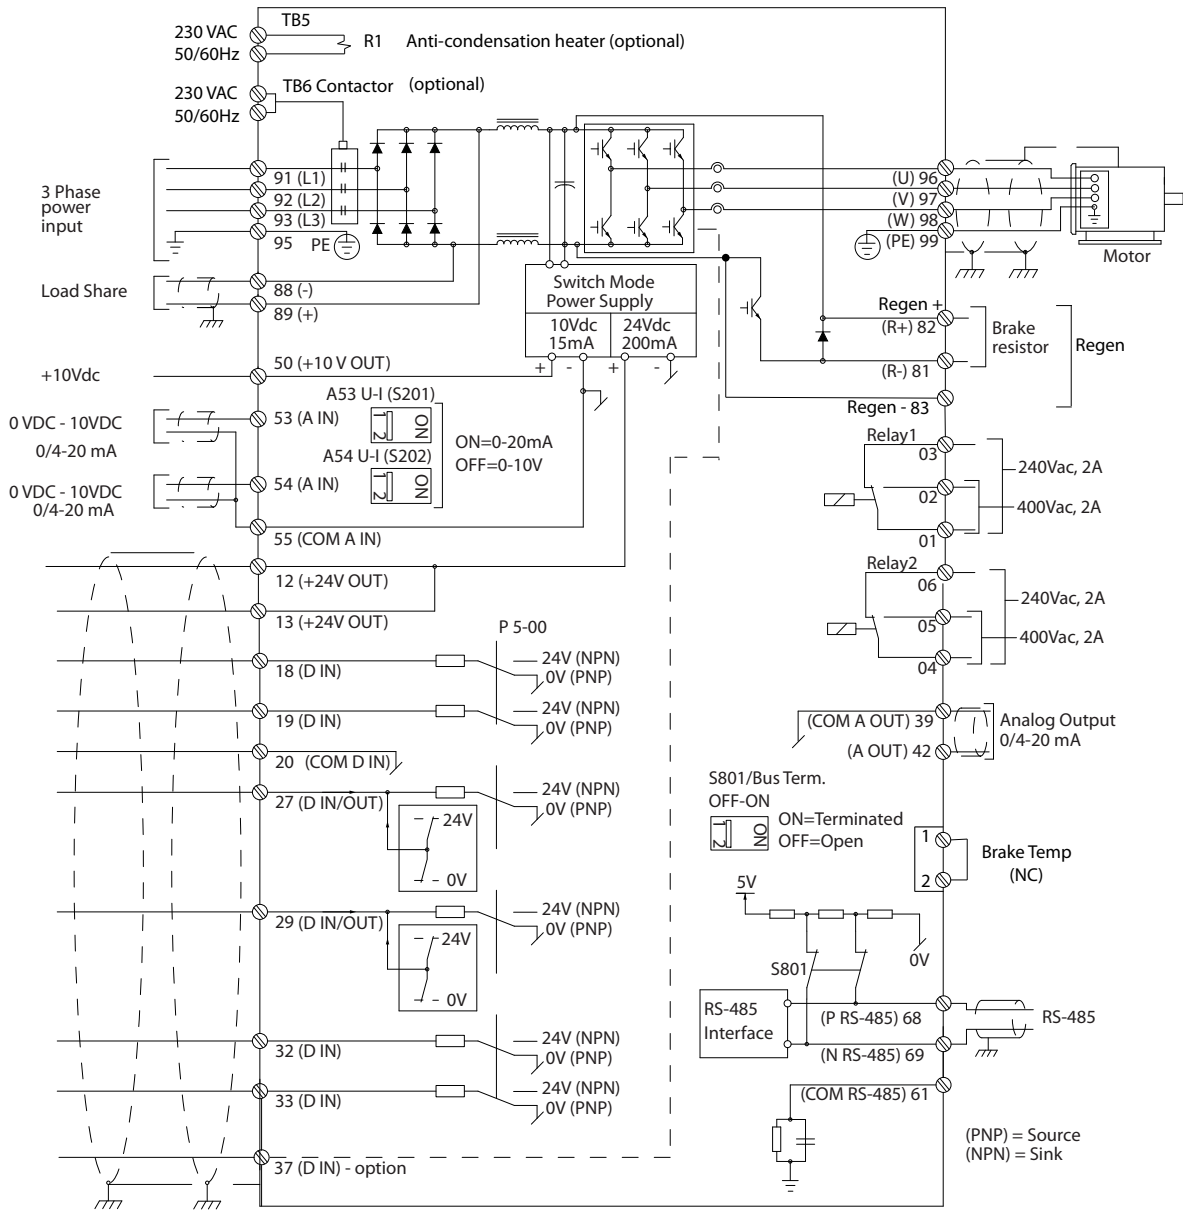 TB5
230 VAC
50/60Hz
R1
Anti-condensation heater (optional)
TB6 Contactor (optional)
230 VAC
50/60Hz
3 Phase
power
input
91 (L1)
92 (L2)
93 (L3)
95
PE
(U) 96
(V) 97
(W) 98
(PE) 99
Motor
Load Share
88 (-)
89 (+)
Switch Mode
Power Supply
10Vdc
15mA
24Vdc
200mA
+
-
+
-
Regen +
(R+) 82
Brake
resistor
Regen
(R-) 81
Regen - 83
+10Vdc
50 (+10 V OUT)
A53 U-I (S201)
1 2
ON
0 VDC - 10VDC
0/4-20 mA
53 (A IN)
ON=0-20mA
OFF=0-10V
A54 U-I (S202)
1 2
ON
0 VDC - 10VDC
0/4-20 mA
54 (A IN)
55 (COM A IN)
Relay1
03
240Vac, 2A
02
400Vac, 2A
01
Relay2
06
240Vac, 2A
05
400Vac, 2A
04
12 (+24V OUT)
13 (+24V OUT)
P 5-00
18 (D IN)
24V (NPN)
0V (PNP)
19 (D IN)
24V (NPN)
0V (PNP)
20 (COM D IN)
27 (D IN/OUT)
24V (NPN)
0V (PNP)
24V
0V
29 (D IN/OUT)
24V (NPN)
0V (PNP)
24V
0V
32 (D IN)
24V (NPN)
0V (PNP)
33 (D IN)
24V (NPN)
0V (PNP)
37 (D IN) - option
(COM A OUT) 39
Analog Output
0/4-20 mA
(A OUT) 42
S801/Bus Term.
OFF-ON
1 2
ON
ON=Terminated
OFF=Open
1
2
Brake Temp
(NC)
5V
0V
S801
RS-485
Interface
(P RS-485) 68
RS-485
(N RS-485) 69
(COM RS-485) 61
(PNP) = Source
(NPN) = Sink